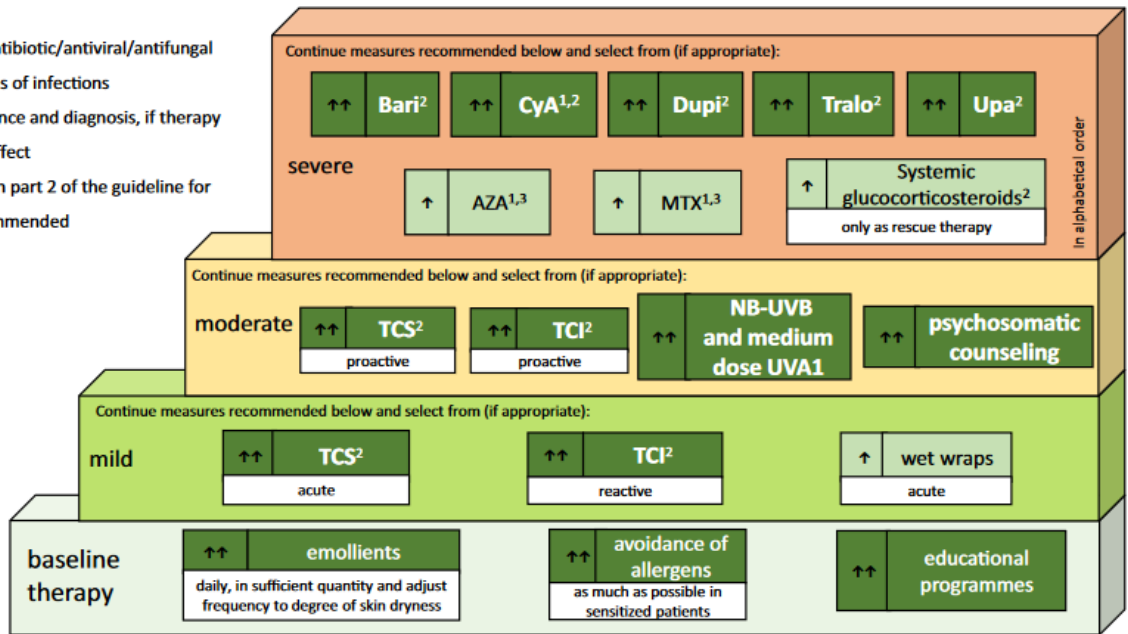 tibiotic/antiviral/antifungal
s of infections
nce and diagnosis, if therapy
ffect
n part 2 of the guideline for
nmended
Continue measures recommended below and select from (if appropriate):
↑↑ Bari²
↑↑ CyA¹,²
↑↑ Dupi²
↑↑ Tralo²
↑↑ Upa²
severe
↑ AZA¹,³
↑ MTX¹,³
↑ Systemic
glucocorticosteroids²
only as rescue therapy
In alphabetical order
Continue measures recommended below and select from (if appropriate):
moderate
↑↑ TCS²
proactive
↑↑ TCI²
proactive
↑↑ NB-UVB
and medium
dose UVA1
↑↑ psychosomatic
counseling
Continue measures recommended below and select from (if appropriate):
mild
↑↑ TCS²
acute
↑↑ TCI²
reactive
↑ wet wraps
acute
baseline
therapy
↑↑ emollients
daily, in sufficient quantity and adjust
frequency to degree of skin dryness
↑↑ avoidance of
allergens
as much as possible in
sensitized patients
↑↑ educational
programmes